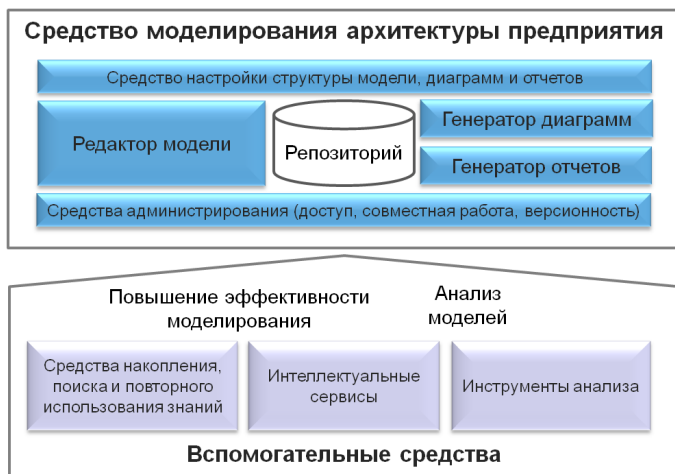 Средство моделирования архитектуры предприятия
Средство настройки структуры модели, диаграмм и отчетов
Редактор модели
Репозиторий
Генератор диаграмм
Генератор отчетов
Средства администрирования (доступ, совместная работа, версионность)
Повышение эффективности
моделирования
Анализ
моделей
Средства накопления,
поиска и повторного
использования знаний
Интеллектуальные
сервисы
Инструменты анализа
Вспомогательные средства